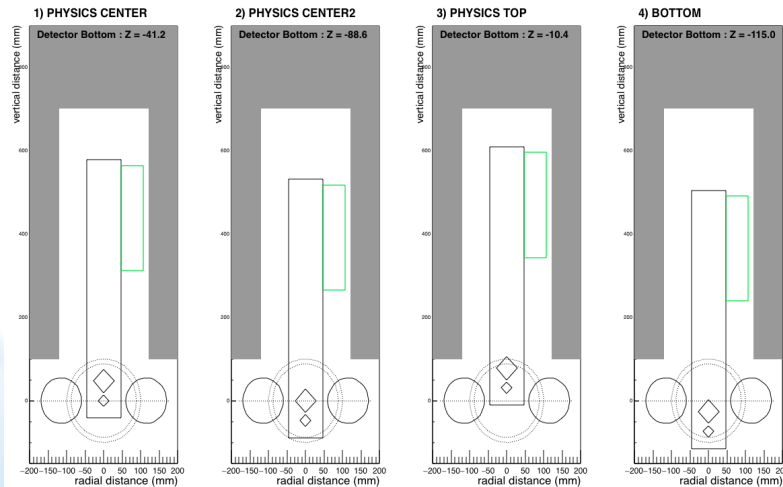 1) PHYSICS CENTER
2) PHYSICS CENTER2
3) PHYSICS TOP
4) BOTTOM
Detector Bottom : Z = -41.2
Detector Bottom : Z = -88.6
Detector Bottom : Z = -10.4
Detector Bottom : Z = -115.0
vertical distance (mm)
vertical distance (mm)
vertical distance (mm)
vertical distance (mm)
800
600
400
200
0
800
600
400
200
0
800
600
400
200
0
800
600
400
200
0
−200−150−100 −50 0 50 100 150 200
−200−150−100 −50 0 50 100 150 200
−200−150−100 −50 0 50 100 150 200
−200−150−100 −50 0 50 100 150 20
radial distance (mm)
radial distance (mm)
radial distance (mm)
radial distance (mm)